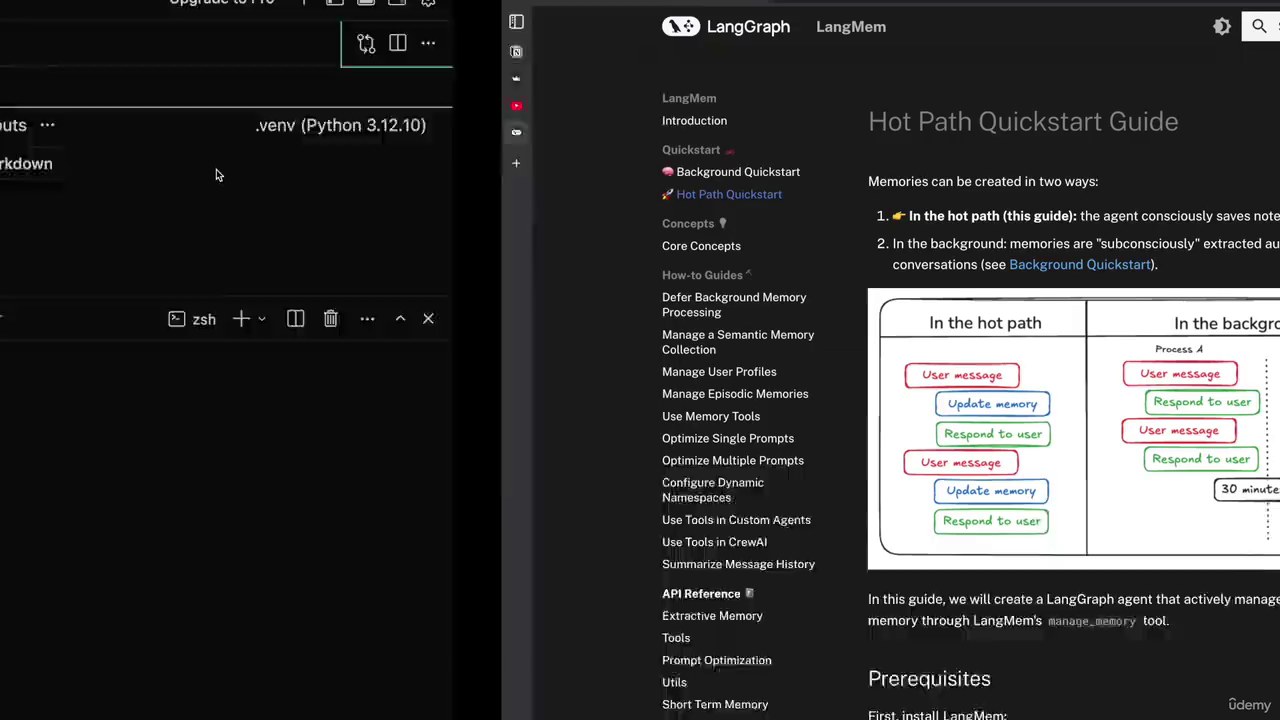 .venv (Python 3.12.10)
zsh
LangGraph
LangMem
LangMem
Introduction
Quickstart
Background Quickstart
Hot Path Quickstart
Concepts
Core Concepts
How-to Guides
Defer Background Memory
Processing
Manage a Semantic Memory
Collection
Manage User Profiles
Manage Episodic Memories
Use Memory Tools
Optimize Single Prompts
Optimize Multiple Prompts
Configure Dynamic
Namespaces
Use Tools in Custom Agents
Use Tools in CrewAI
Summarize Message History
API Reference
Extractive Memory
Tools
Prompt Optimization
Utils
Short Term Memory
Hot Path Quickstart Guide
Memories can be created in two ways:
1. 👉 In the hot path (this guide): the agent consciously saves note
2. In the background: memories are "subconsciously" extracted au
conversations (see Background Quickstart).
In the hot path
User message
Update memory
Respond to user
User message
Update memory
Respond to user
In the backgro
Process A
User message
Respond to user
User message
Respond to user
30 minute
In this guide, we will create a LangGraph agent that actively manage
memory through LangMem's manage_memory tool.
Prerequisites
First, install LangMem:
ûdemy